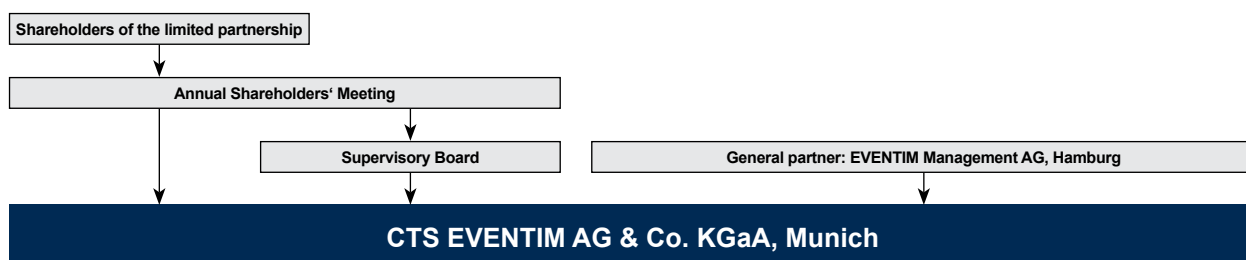 Shareholders of the limited partnership
Annual Shareholders‘ Meeting
Supervisory Board
General partner: EVENTIM Management AG, Hamburg
CTS EVENTIM AG & Co. KGaA, Munich